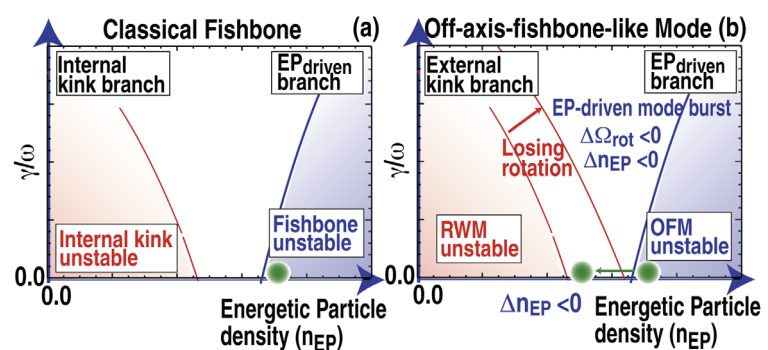 Classical Fishbone (a)
Internal
kink branch
EPdriven
branch
γ/ω
Internal kink
unstable
Fishbone
unstable
0.0
0.0
Energetic Particle
density (nEP)
Off-axis-fishbone-like Mode (b)
External
kink branch
EPdriven
branch
EP-driven mode burst
ΔΩrot <0
ΔnEP <0
Losing
rotation
γ/ω
RWM
unstable
OFM
unstable
0.0
0.0
ΔnEP <0
Energetic Particle
density (nEP)